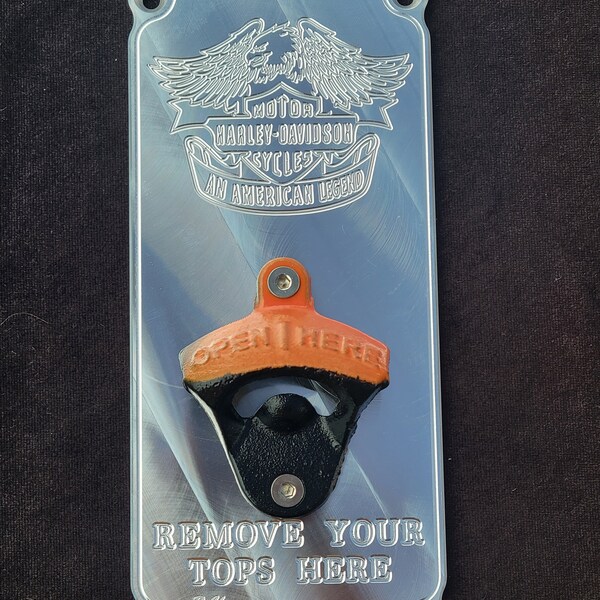 MOTOR
HARLEY-DAVIDSON
CYCLES
AN AMERICAN LEGEND
OPEN HERE
REMOVE YOUR
TOPS HERE